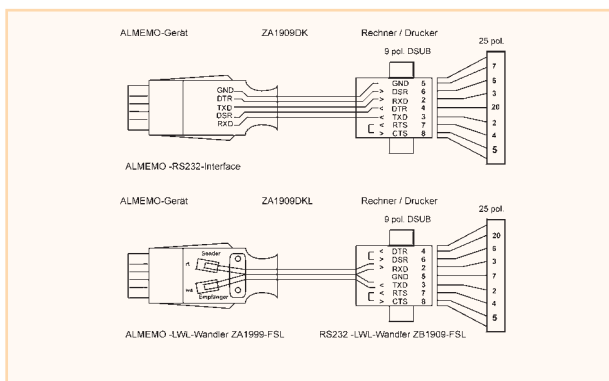 ALMEMO-Gerät ZA1909DK Rechner / Drucker
9 pol. DSUB 25 pol.
GND GND 5 7
DTR > DSR 6 6
TXD > RXD 2 3
DSR < DTR 4 20
RXD < TXD 3 2
< RTS 7 4
> CTS 8 5
ALMEMO -RS232-Interface
ALMEMO-Gerät ZA1909DKL Rechner / Drucker
9 pol. DSUB 25 pol.
Sender
rt
ws
Empfänger
< DTR 4 20
> DSR 6 6
> RXD 2 3
GND 5 7
< TXD 3 2
< RTS 7 4
> CTS 8 5
ALMEMO -LWL-Wandler ZA1999-FSL RS232 -LWL-Wandler ZB1909-FSL